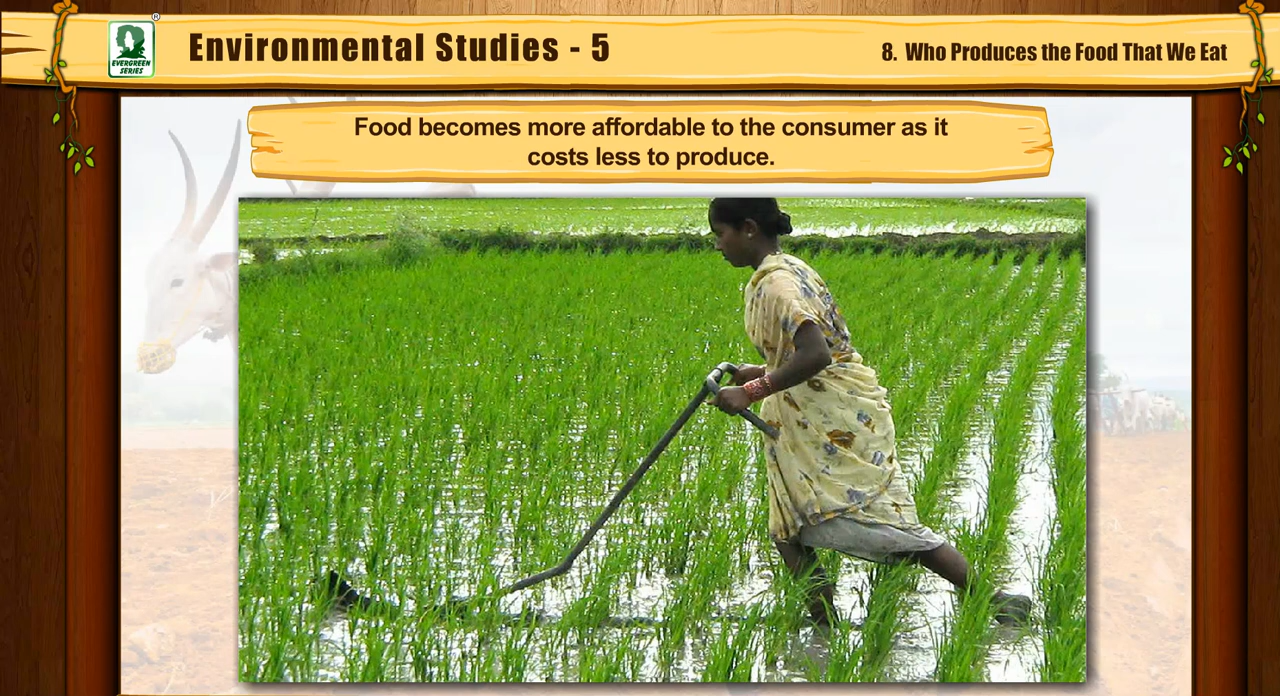 ®
EVERGREEN
SERIES
Environmental Studies - 5
8. Who Produces the Food That We Eat
Food becomes more affordable to the consumer as it
costs less to produce.